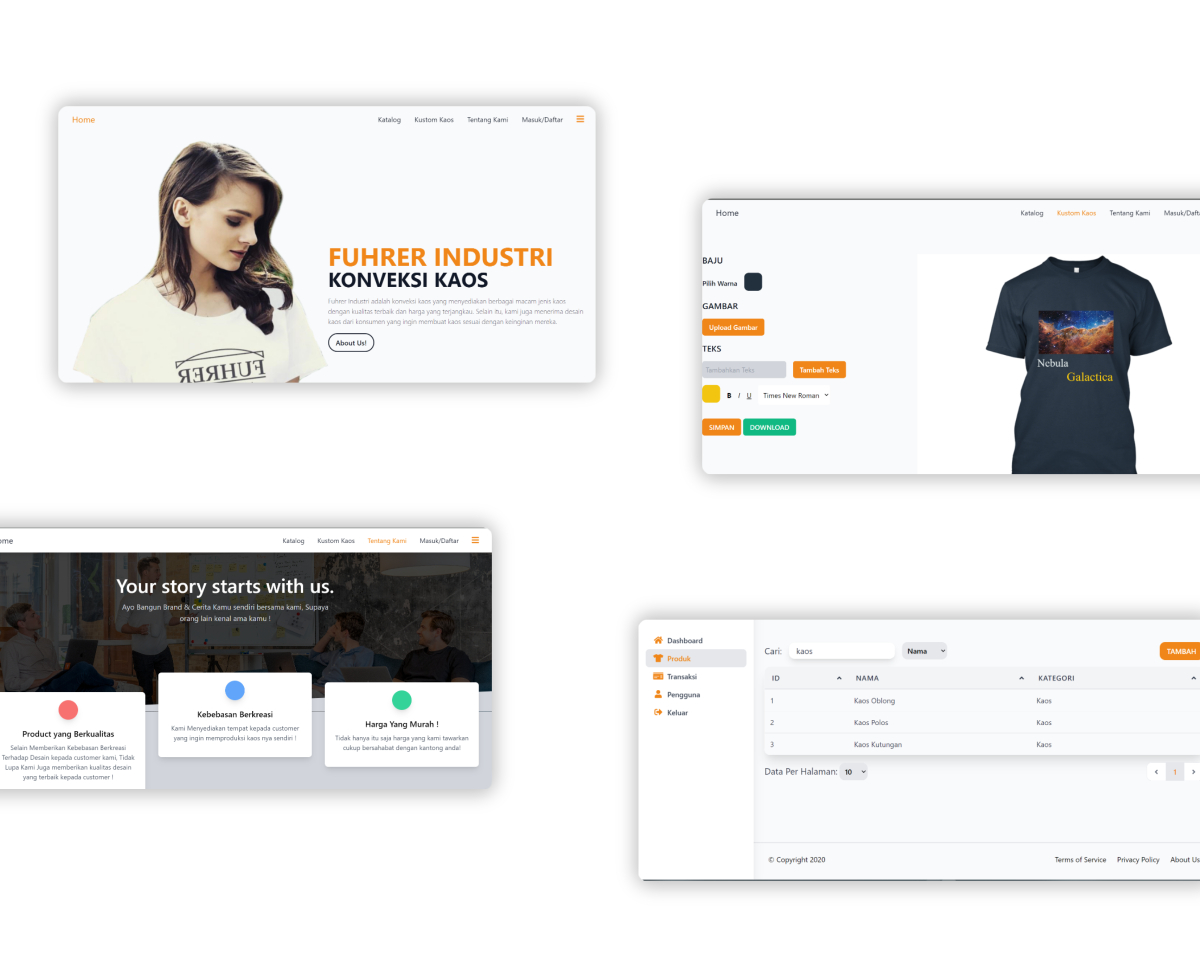 Home
Katalog Kustom Kaos Tentang Kami Masuk/Daftar
FUHRER INDUSTRI
KONVEKSI KAOS
Fuhrer Industri adalah konveksi kaos yang menyediakan berbagai macam jenis kaos
dengan kualitas terbaik dan harga yang terjangkau. Selain itu, kami juga menerima desain
kaos dari konsumen yang ingin membuat kaos sesuai dengan keinginan mereka.
About Us!
FUHRER
Home
Katalog Kustom Kaos Tentang Kami Masuk/Dafta
BAJU
Pilih Warna
GAMBAR
Upload Gambar
TEKS
Tambahkan Teks
Tambah Teks
B I U Times New Roman
SIMPAN DOWNLOAD
Nebula
Galactica
ome
Katalog Kustom Kaos Tentang Kami Masuk/Daftar
Your story starts with us.
Ayo Bangun Brand & Cerita Kamu sendiri bersama kami, Supaya
orang lain kenal ama kamu !
Product yang Berkualitas
Selain Memberikan Kebebasan Berkreasi
Terhadap Desain kepada customer kami, Tidak
Lupa Kami Juga memberikan kualitas desain
yang terbaik kepada customer !
Kebebasan Berkreasi
Kami Menyediakan tempat kepada customer
yang ingin memproduksi kaos nya sendiri !
Harga Yang Murah !
Tidak hanya itu saja harga yang kami tawarkan
cukup bersahabat dengan kantong anda!
Dashboard
Produk
Transaksi
Pengguna
Keluar
Cari: kaos Nama TAMBAH
ID NAMA KATEGORI
1 Kaos Oblong Kaos
2 Kaos Polos Kaos
3 Kaos Kutungan Kaos
Data Per Halaman: 10
1
© Copyright 2020
Terms of Service Privacy Policy About Us